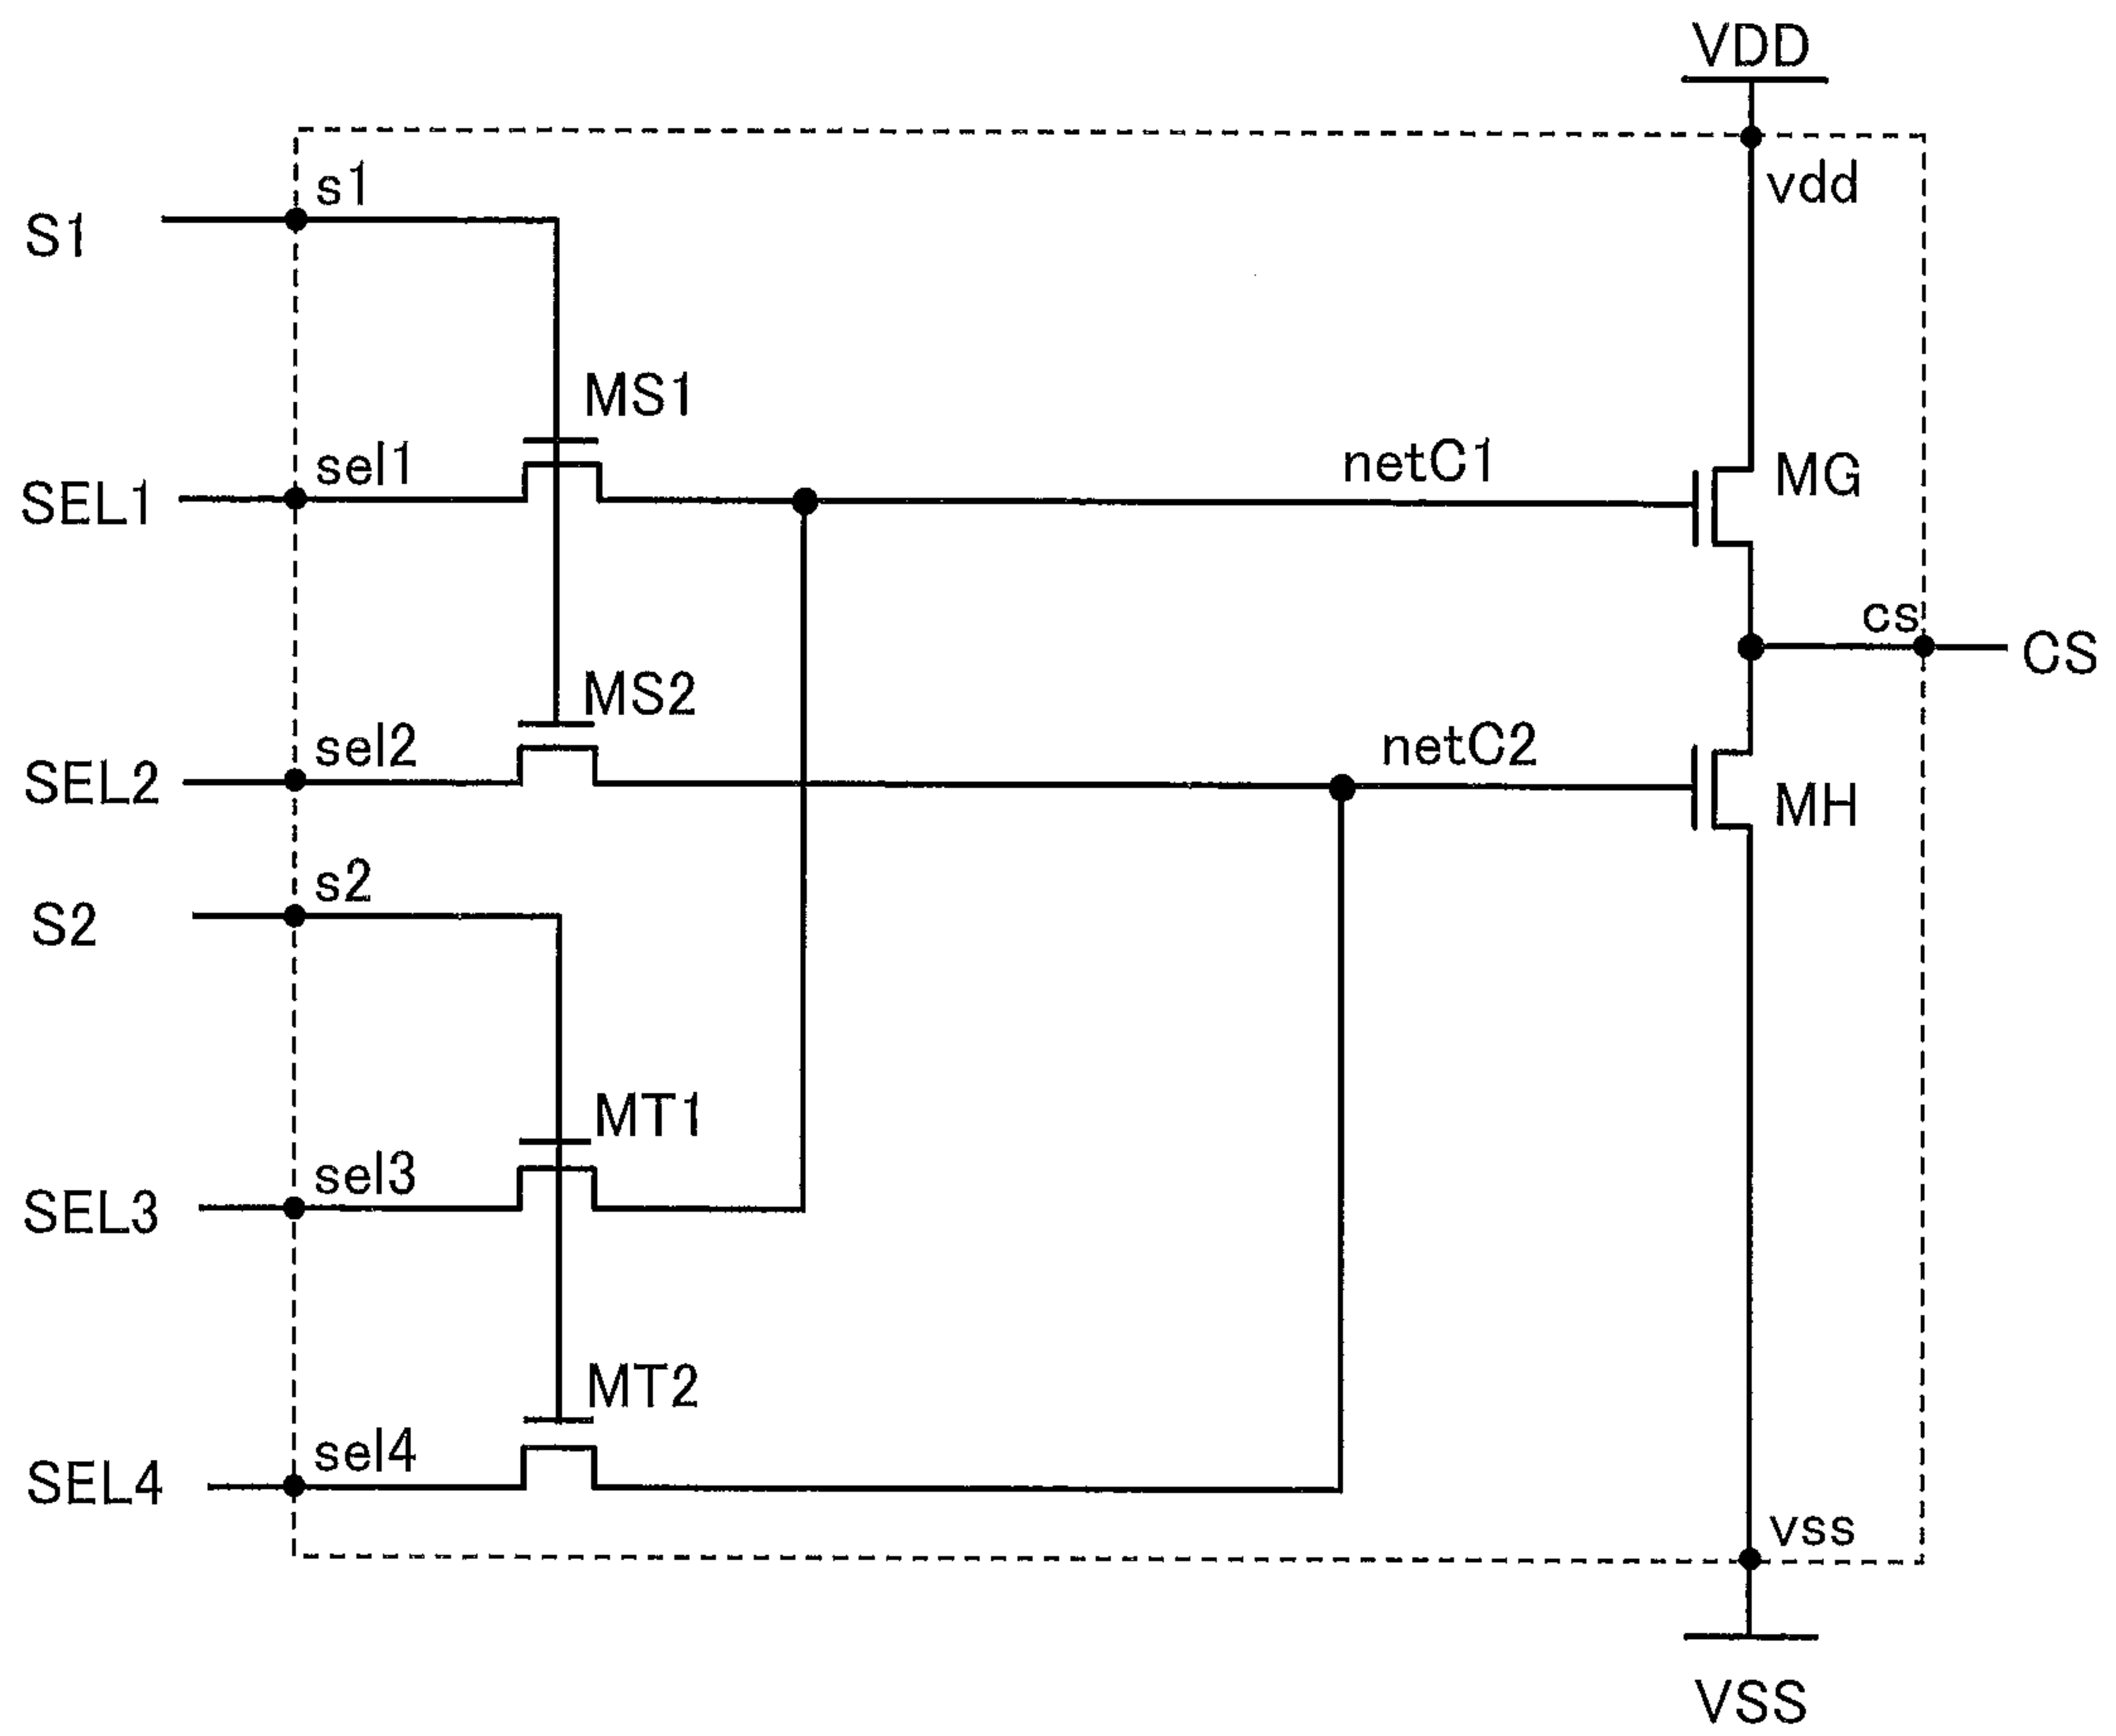 VDD
vdd
s1
S1
MS1
sel1
SEL1
netC1
MG
cs
CS
MS2
sel2
SEL2
netC2
MH
s2
S2
MT1
sel3
SEL3
MT2
sel4
SEL4
vss
VSS